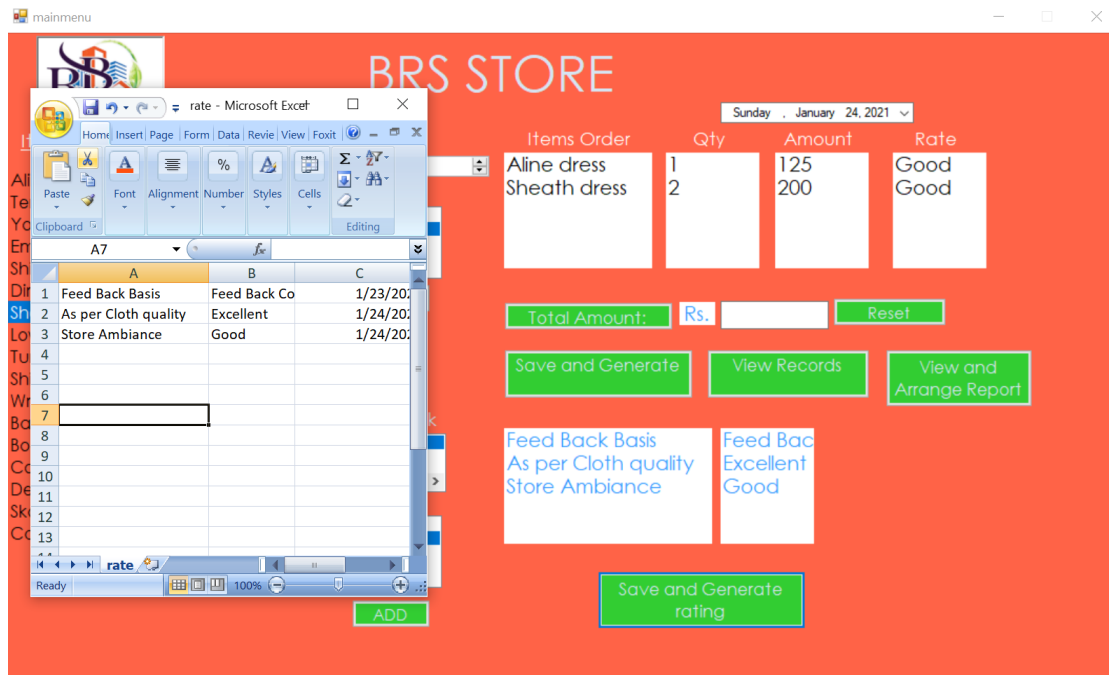 mainmenu
BRS STORE
rate - Microsoft Excel
Home Insert Page Form Data Revie View Foxit
Paste Font Alignment Number Styles Cells
Clipboard Editing
A7 fx
A B C
1 Feed Back Basis Feed Back Co 1/23/202
2 As per Cloth quality Excellent 1/24/202
3 Store Ambiance Good 1/24/202
4
5
6
7
8
9
10
11
12
13
rate
Ready 100%
ADD
Sunday , January 24, 2021
Items Order Qty Amount Rate
Aline dress 1 125 Good
Sheath dress 2 200 Good
Total Amount: Rs. Reset
Save and Generate View Records View and
Arrange Report
Feed Back Basis Feed Bac
As per Cloth quality Excellent
Store Ambiance Good
Save and Generate
rating